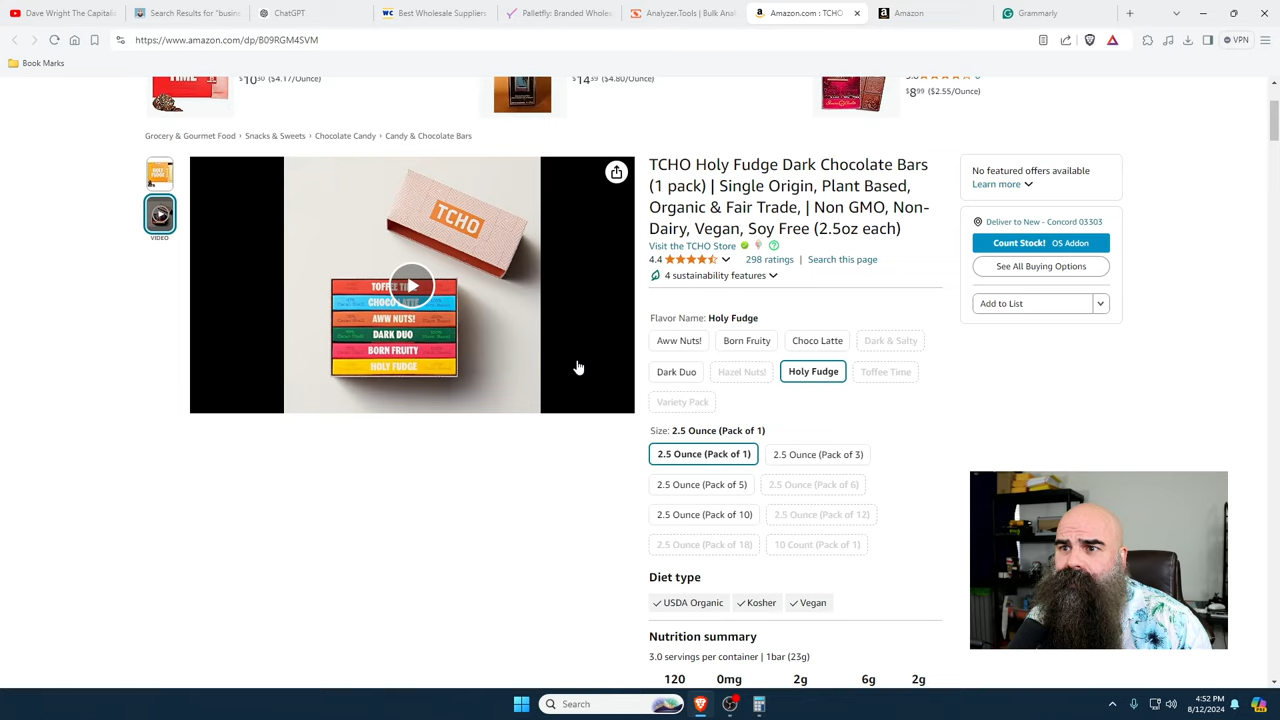 Dave Wright The Capitalis
Search Results for "busin
ChatGPT
Best Wholesale Suppliers
Palletfly: Branded Wholes
Analyzer.Tools | Bulk Anal
Amazon.com : TCHO
Amazon
Grammarly
https://www.amazon.com/dp/B09RGM4SVM
VPN
Book Marks
$10 50 ($4.17/Ounce)
$14 39 ($4.80/Ounce)
$8 99 ($2.55/Ounce)
Grocery & Gourmet Food › Snacks & Sweets › Chocolate Candy › Candy & Chocolate Bars
HOLY FUDGE
VIDEO
TCHO
TOFFEE TIME
CHOCO LATTE
AWW NUTS!
DARK DUO
BORN FRUITY
HOLY FUDGE
TCHO Holy Fudge Dark Chocolate Bars
(1 pack) | Single Origin, Plant Based,
Organic & Fair Trade, | Non GMO, Non-
Dairy, Vegan, Soy Free (2.5oz each)
Visit the TCHO Store
4.4 298 ratings | Search this page
4 sustainability features
Flavor Name: Holy Fudge
Aww Nuts! Born Fruity Choco Latte Dark & Salty
Dark Duo Hazel Nuts! Holy Fudge Toffee Time
Variety Pack
Size: 2.5 Ounce (Pack of 1)
2.5 Ounce (Pack of 1) 2.5 Ounce (Pack of 3)
2.5 Ounce (Pack of 5) 2.5 Ounce (Pack of 6)
2.5 Ounce (Pack of 10) 2.5 Ounce (Pack of 12)
2.5 Ounce (Pack of 18) 10 Count (Pack of 1)
Diet type
USDA Organic Kosher Vegan
Nutrition summary
3.0 servings per container | 1bar (23g)
120 0mg 2g 6g 2g
No featured offers available
Learn more
Deliver to New - Concord 03303
Count Stock! OS Addon
See All Buying Options
Add to List
Search
4:52 PM
8/12/2024